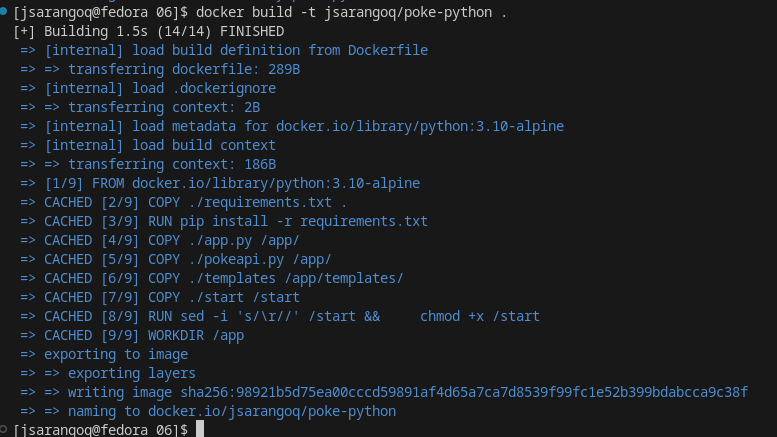 [jsarangoq@fedora 06]$ docker build -t jsarangoq/poke-python .
[+] Building 1.5s (14/14) FINISHED
=> [internal] load build definition from Dockerfile
=> => transferring dockerfile: 289B
=> [internal] load .dockerignore
=> => transferring context: 2B
=> [internal] load metadata for docker.io/library/python:3.10-alpine
=> [internal] load build context
=> => transferring context: 186B
=> [1/9] FROM docker.io/library/python:3.10-alpine
=> CACHED [2/9] COPY ./requirements.txt .
=> CACHED [3/9] RUN pip install -r requirements.txt
=> CACHED [4/9] COPY ./app.py /app/
=> CACHED [5/9] COPY ./pokeapi.py /app/
=> CACHED [6/9] COPY ./templates /app/templates/
=> CACHED [7/9] COPY ./start /start
=> CACHED [8/9] RUN sed -i 's/\r//' /start &&     chmod +x /start
=> CACHED [9/9] WORKDIR /app
=> exporting to image
=> => exporting layers
=> => writing image sha256:98921b5d75ea00cccd59891af4d65a7ca7d8539f99fc1e52b399bdabcca9c38f
=> => naming to docker.io/jsarangoq/poke-python
[jsarangoq@fedora 06]$